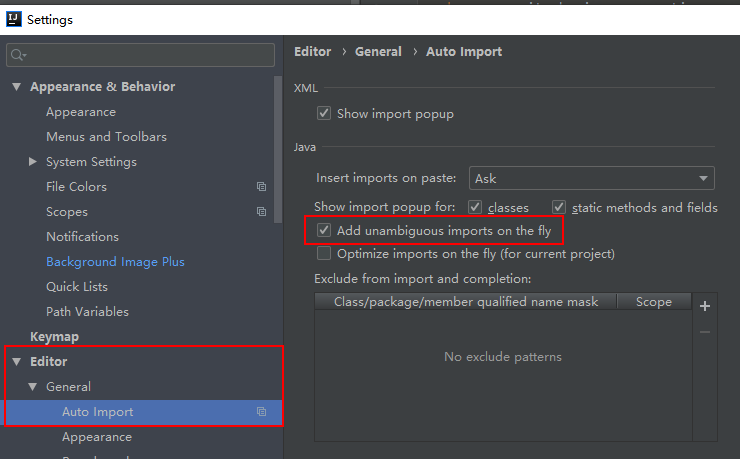 IJ Settings
Appearance & Behavior
Appearance
Menus and Toolbars
System Settings
File Colors
Scopes
Notifications
Background Image Plus
Quick Lists
Path Variables
Keymap
Editor
General
Auto Import
Appearance
Editor › General › Auto Import
XML
Show import popup
Java
Insert imports on paste: Ask
Show import popup for: classes static methods and fields
Add unambiguous imports on the fly
Optimize imports on the fly (for current project)
Exclude from import and completion:
Class/package/member qualified name mask Scope
No exclude patterns